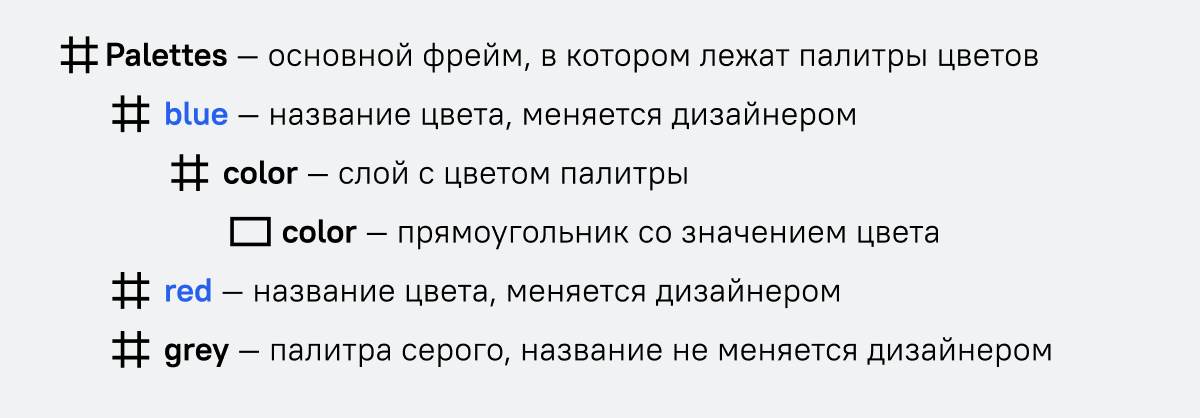 Palettes — основной фрейм, в котором лежат палитры цветов
blue — название цвета, меняется дизайнером
color — слой с цветом палитры
color — прямоугольник со значением цвета
red — название цвета, меняется дизайнером
grey — палитра серого, название не меняется дизайнером